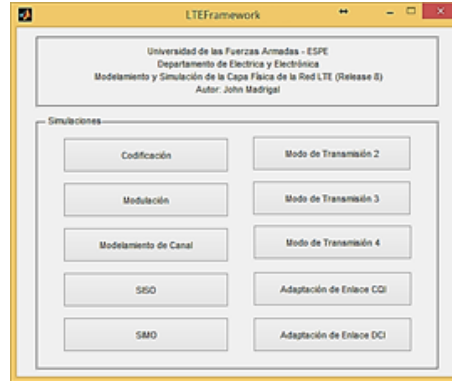 LTEFramework
Universidad de las Fuerzas Armadas - ESPE
Departamento de Electrica y Electrónica
Modelamiento y Simulación de la Capa Física de la Red LTE (Release 8)
Autor: John Madrigal
Simulaciones
Codificación
Modulación
Modelamiento de Canal
SISO
SIMO
Modo de Transmisión 2
Modo de Transmisión 3
Modo de Transmisión 4
Adaptación de Enlace CQI
Adaptación de Enlace DCI